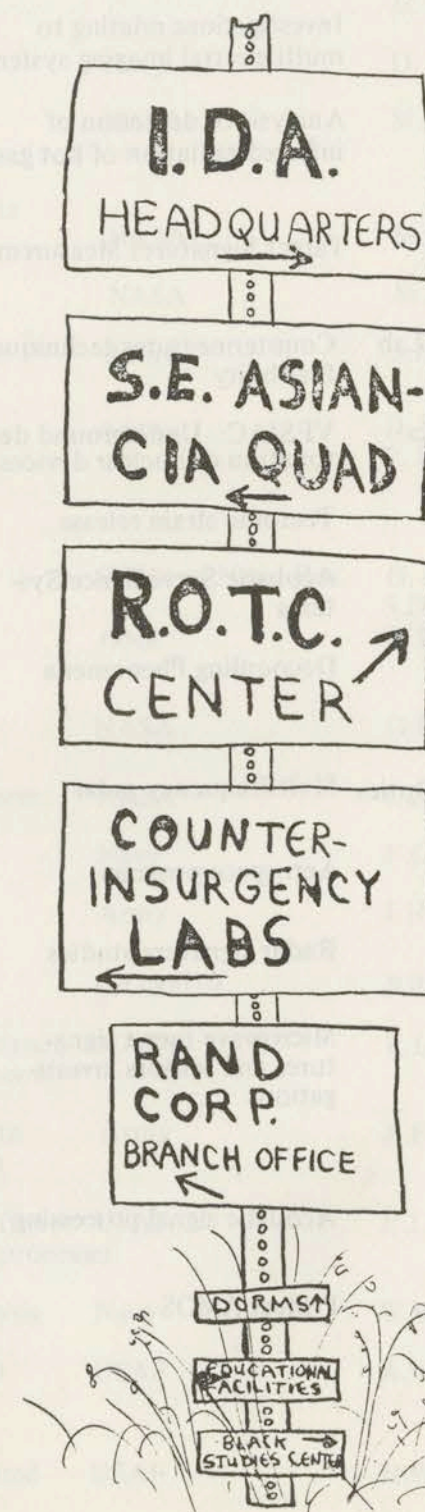 I.D.A.
HEADQUARTERS
S.E. ASIAN-
CIA QUAD
R.O.T.C.
CENTER
COUNTER-
INSURGENCY
LABS
RAND
CORP.
BRANCH OFFICE
DORMS
EDUCATIONAL
FACILITIES
BLACK
STUDIES CENTER